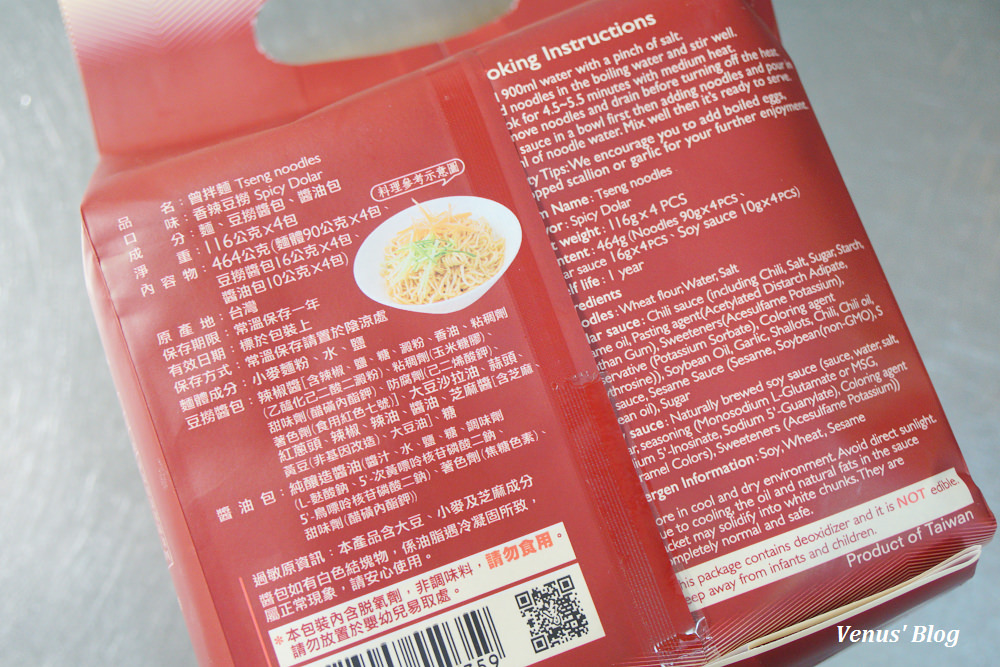 品名：曾拌麵 Tseng noodles
口味：香辣豆撈 Spicy Dolar
成分：麵、豆撈醬包、醬油包
淨重：116公克×4包
內容物：464公克(麵體90公克×4包、
豆撈醬包16公克×4包、
醬油包10公克×4包)
原產地：台灣
保存期限：常溫保存一年
有效日期：標於包裝上
保存方式：常溫保存請置於陰涼處
麵體成分：小麥麵粉、水、鹽
豆撈醬包：辣椒醬[含辣椒、鹽、糖、澱粉、香油、粘稠劑
(乙醯化己二酸二澱粉)、粘稠劑(玉米糖膠)、
甜味劑(醋磺內酯鉀)、防腐劑(己二烯酸鉀)、
著色劑(食用紅色七號)]、大豆沙拉油、蒜頭、
紅蔥頭、辣椒、辣油、醬油、芝麻醬(含芝麻、
黃豆(非基因改造)、大豆油)、糖
醬油包：純釀造醬油(醬汁、水、鹽、糖、調味劑
(L-麩酸鈉、5'-次黃嘌呤核苷磷酸二鈉、
5'-鳥嘌呤核苷磷酸二鈉)、著色劑(焦糖色素)、
甜味劑(醋磺內酯鉀))
過敏原資訊：本產品含大豆、小麥及芝麻成分
醬包如有白色結塊物，係油脂遇冷凝固所致，
屬正常現象，請安心使用。
*本包裝內含脫氧劑，非調味料，請勿食用。
請勿放置於嬰幼兒易取處。
759
料理參考示意圖
oking Instructions
900ml water with a pinch of salt.
noodles in the boiling water and stir well.
ok for 4.5~5.5 minutes with medium heat.
nove noodles and drain before turning off the heat.
sauce in a bowl first then adding noodles and pour in
l of noodle water. Mix well then it's ready to serve.
y Tips: We encourage you to add boiled eggs,
pped scallion or garlic for your further enjoyment.
n Name : Tseng noodles
or : Spicy Dolar
t weight : 116g×4 PCS
ntent : 464g(Noodles 90g×4PCS、
ar sauce 16g×4PCS、Soy sauce 10g×4PCS)
lf life : 1 year
edients
odles : Wheat flour, Water, Salt
ar sauce : Chili sauce (including Chili, Salt, Sugar, Starch,
me oil, Pasting agent(Acetylated Distarch Adipate,
than Gum), Sweeteners(Acesulfame Potassium),
ervative (Potassium Sorbate), Coloring agent
throsine)), Soybean Oil, Garlic, Shallots, Chili, Chili oil,
sauce, Sesame Sauce (Sesame, Soybean(non-GMO), S
ean oil), Sugar
sauce : Naturally brewed soy sauce (sauce, water, salt,
ar, seasoning (Monosodium L-Glutamate or MSG,
ium 5'-Inosinate, Sodium 5'-Guanylate), Coloring agent
ramel Colors), Sweeteners (Acesulfame Potassium))
ergen Information : Soy, Wheat, Sesame
ore in cool and dry environment. Avoid direct sunlight.
e to cooling, the oil and natural fats in the sauce
cket may solidify into white chunks. They are
mpletely normal and safe.
his package contains deoxidizer and it is NOT edible.
eep away from infants and children.
Product of Taiwan
Venus' Blog